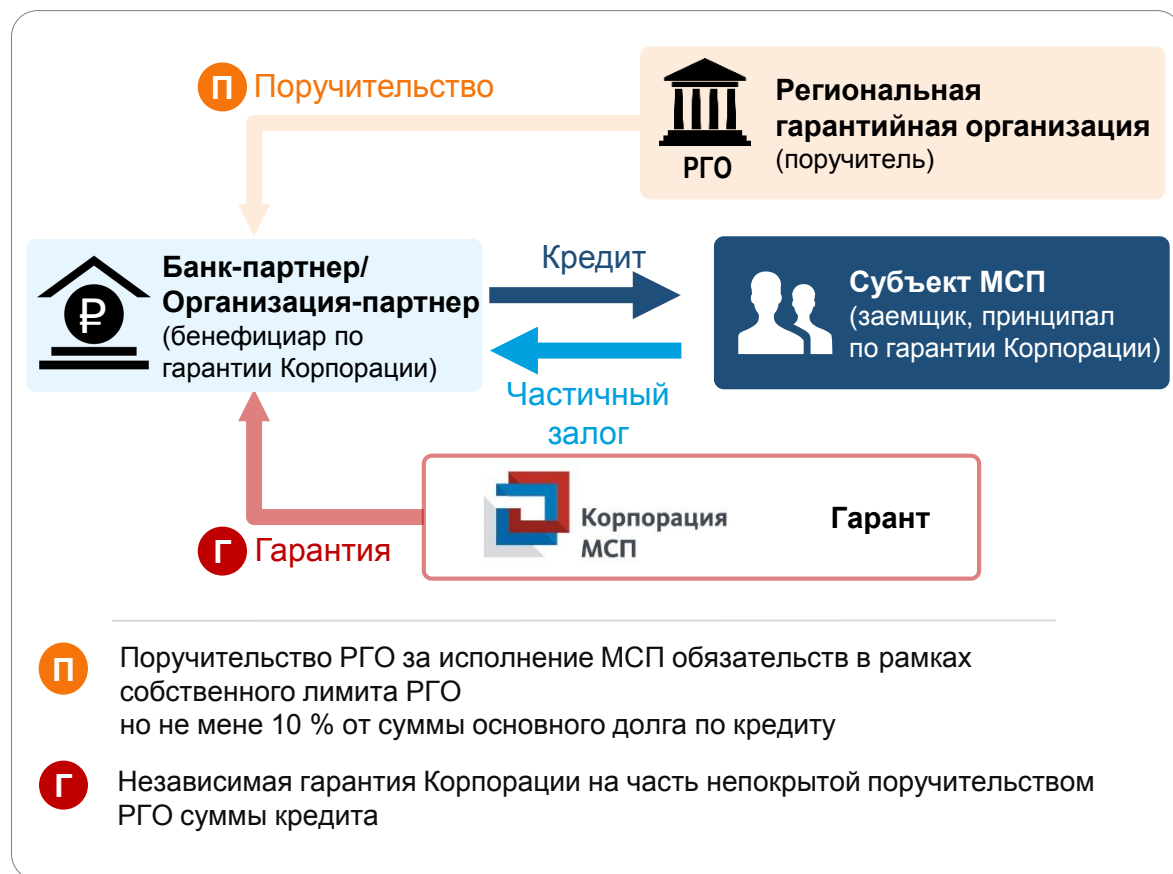 П Поручительство
Региональная
гарантийная организация
(поручитель)
РГО
Банк-партнер/
Организация-партнер
(бенефициар по
гарантии Корпорации)
₽
Кредит
Частичный
залог
Субъект МСП
(заемщик, принципал
по гарантии Корпорации)
Корпорация
МСП
Гарант
Г Гарантия
П
Поручительство РГО за исполнение МСП обязательств в рамках
собственного лимита РГО
но не мене 10 % от суммы основного долга по кредиту
Г
Независимая гарантия Корпорации на часть непокрытой поручительством
РГО суммы кредита